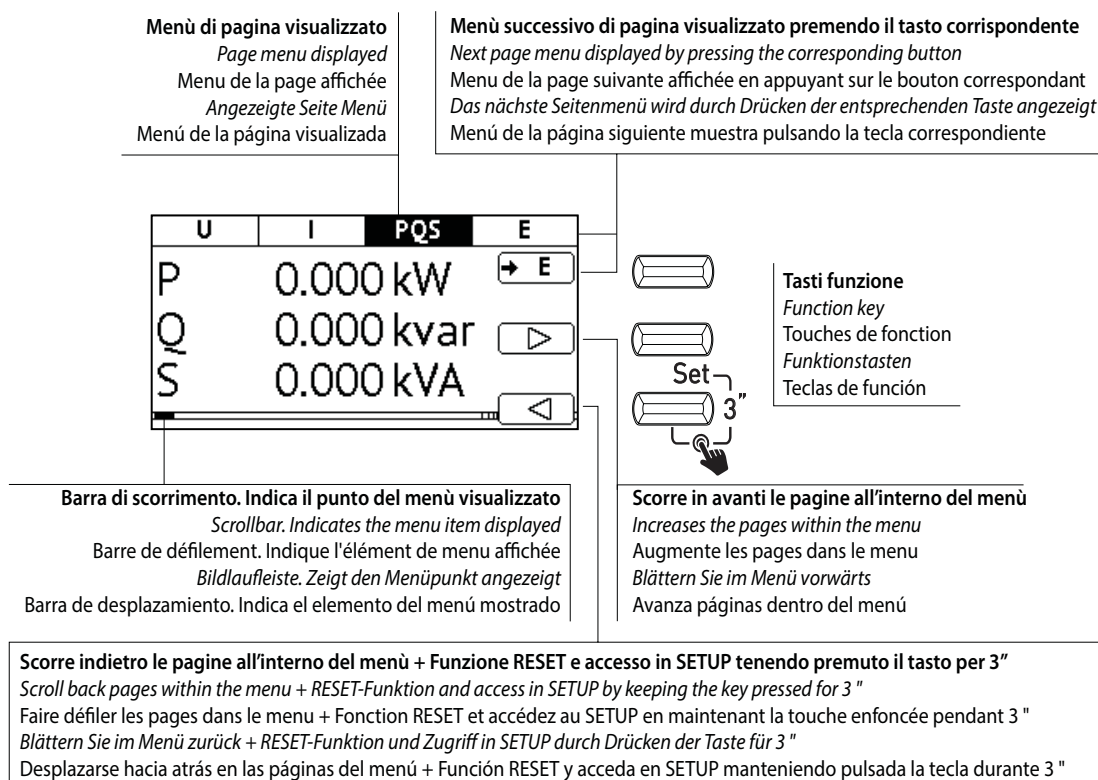 Menù di pagina visualizzato
Page menu displayed
Menu de la page affichée
Angezeigte Seite Menü
Menú de la página visualizada
Menù successivo di pagina visualizzato premendo il tasto corrispondente
Next page menu displayed by pressing the corresponding button
Menu de la page suivante affichée en appuyant sur le bouton correspondant
Das nächste Seitenmenü wird durch Drücken der entsprechenden Taste angezeigt
Menú de la página siguiente muestra pulsando la tecla correspondiente
U I PQS E
P 0.000 kW
→ E
Q 0.000 kvar
S 0.000 kVA
Set
3”
Tasti funzione
Function key
Touches de fonction
Funktionstasten
Teclas de función
Barra di scorrimento. Indica il punto del menù visualizzato
Scrollbar. Indicates the menu item displayed
Barre de défilement. Indique l'élément de menu affichée
Bildlaufleiste. Zeigt den Menüpunkt angezeigt
Barra de desplazamiento. Indica el elemento del menú mostrado
Scorre in avanti le pagine all’interno del menù
Increases the pages within the menu
Augmente les pages dans le menu
Blättern Sie im Menü vorwärts
Avanza páginas dentro del menú
Scorre indietro le pagine all’interno del menù + Funzione RESET e accesso in SETUP tenendo premuto il tasto per 3”
Scroll back pages within the menu + RESET-Funktion and access in SETUP by keeping the key pressed for 3 "
Faire défiler les pages dans le menu + Fonction RESET et accédez au SETUP en maintenant la touche enfoncée pendant 3 "
Blättern Sie im Menü zurück + RESET-Funktion und Zugriff in SETUP durch Drücken der Taste für 3 "
Desplazarse hacia atrás en las páginas del menú + Función RESET y acceda en SETUP manteniendo pulsada la tecla durante 3 "